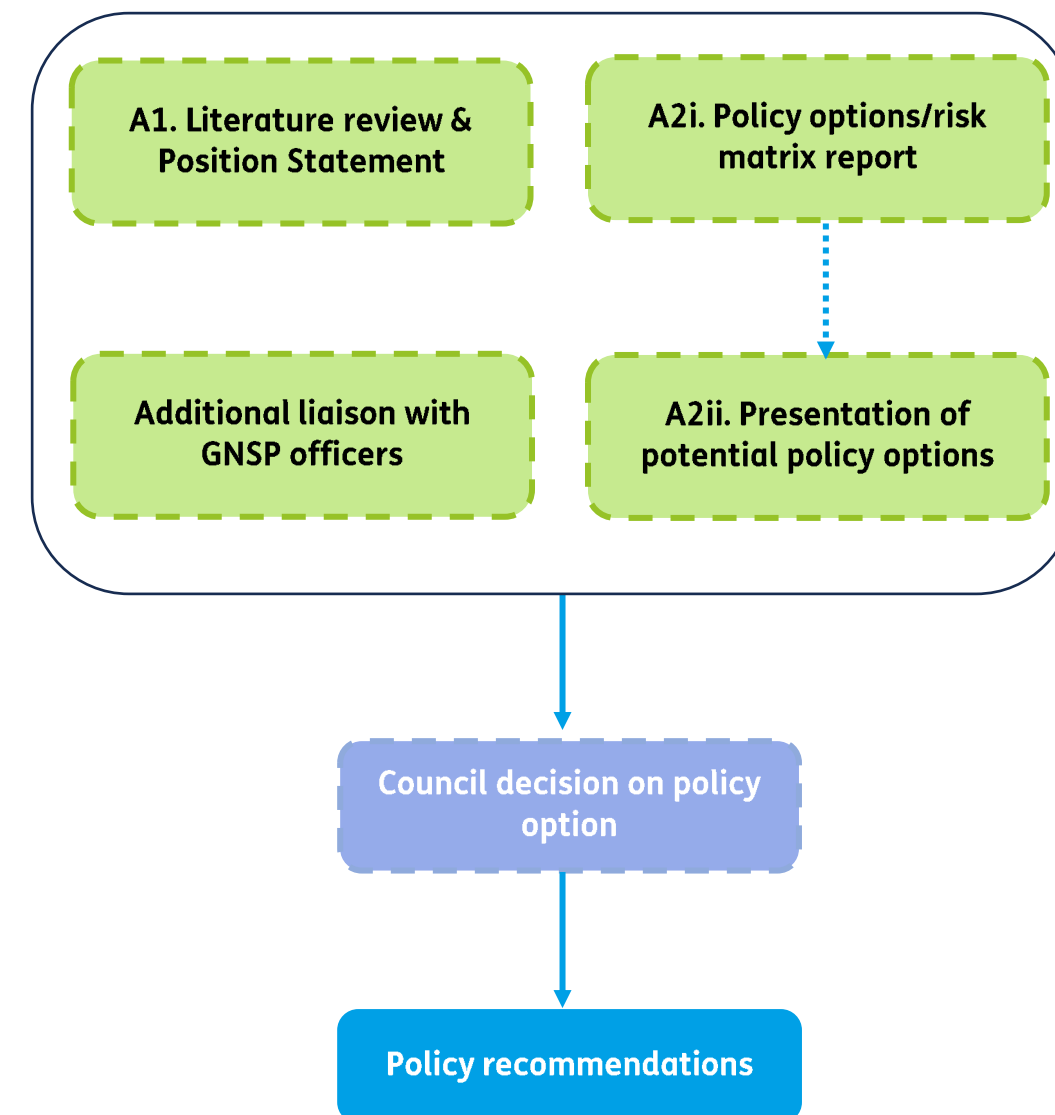 A1. Literature review &
Position Statement
A2i. Policy options/risk
matrix report
Additional liaison with
GNSP officers
A2ii. Presentation of
potential policy options
Council decision on policy
option
Policy recommendations